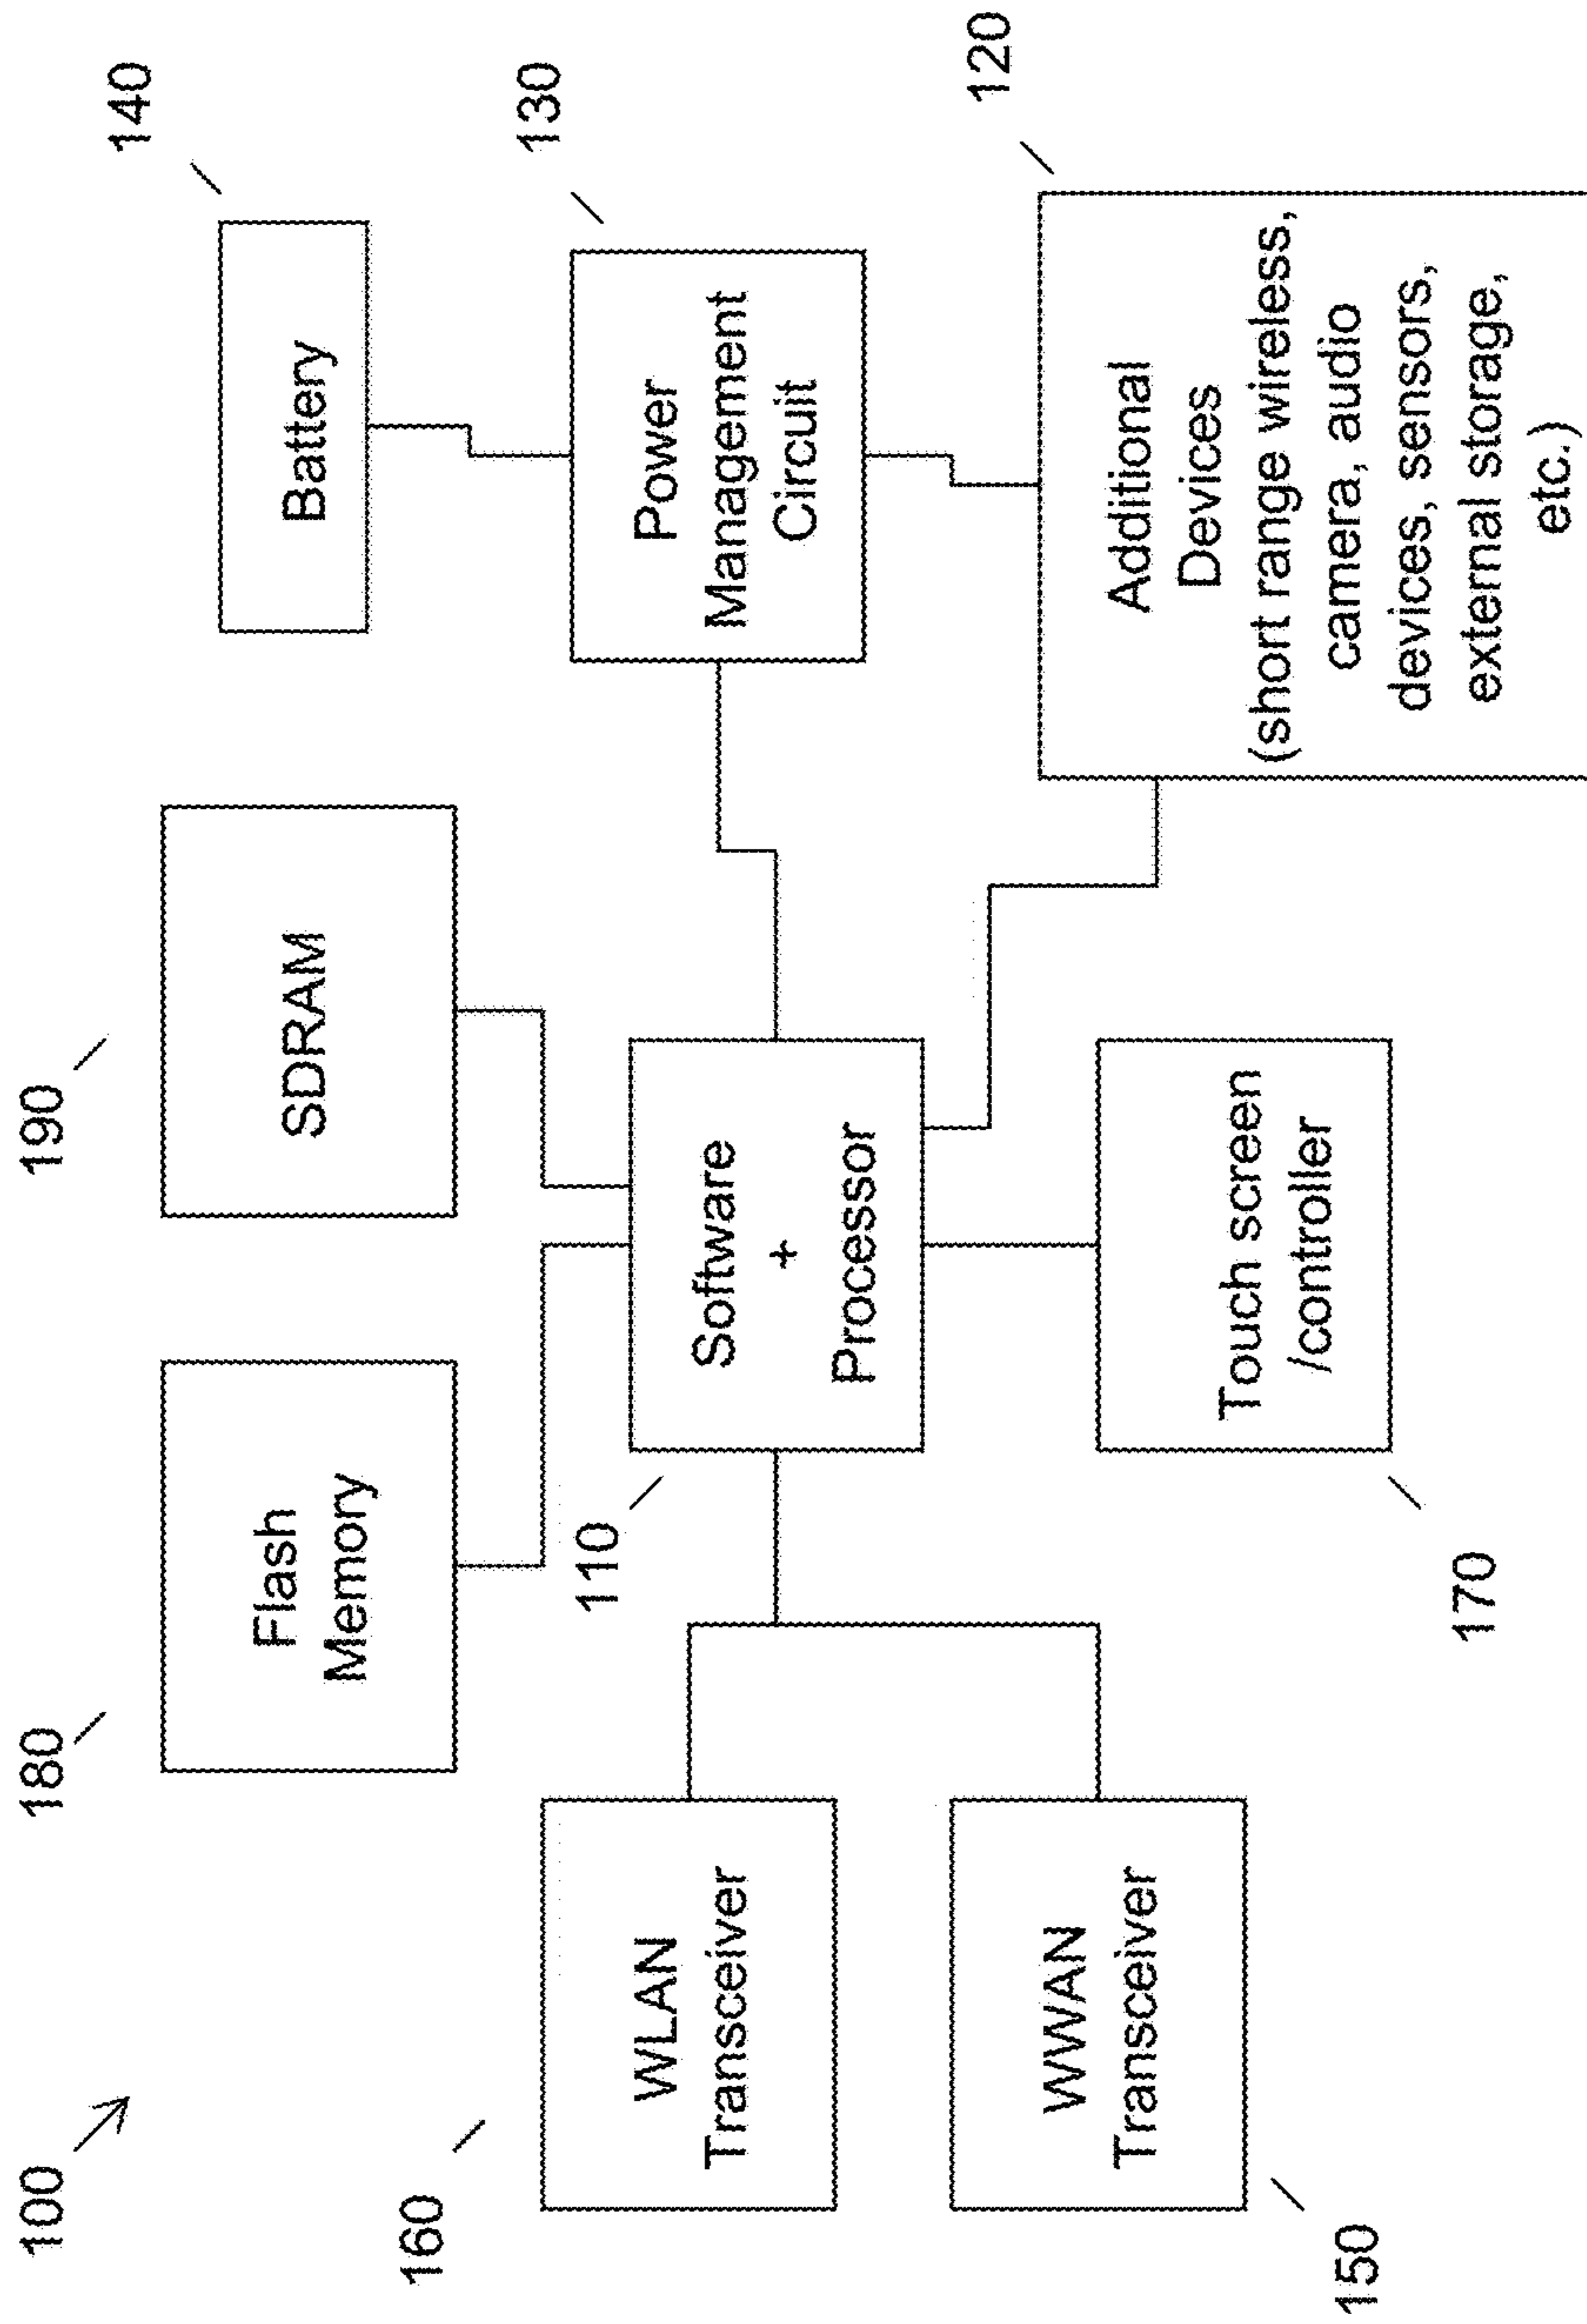 100
180
190
140
Flash
Memory
SDRAM
Battery
160
WLAN
Transceiver
110
Software
+
Processor
130
Power
Management
Circuit
150
WWAN
Transceiver
170
Touch screen
/controller
120
Additional
Devices
(short range wireless,
camera, audio
devices, sensors,
external storage,
etc.)